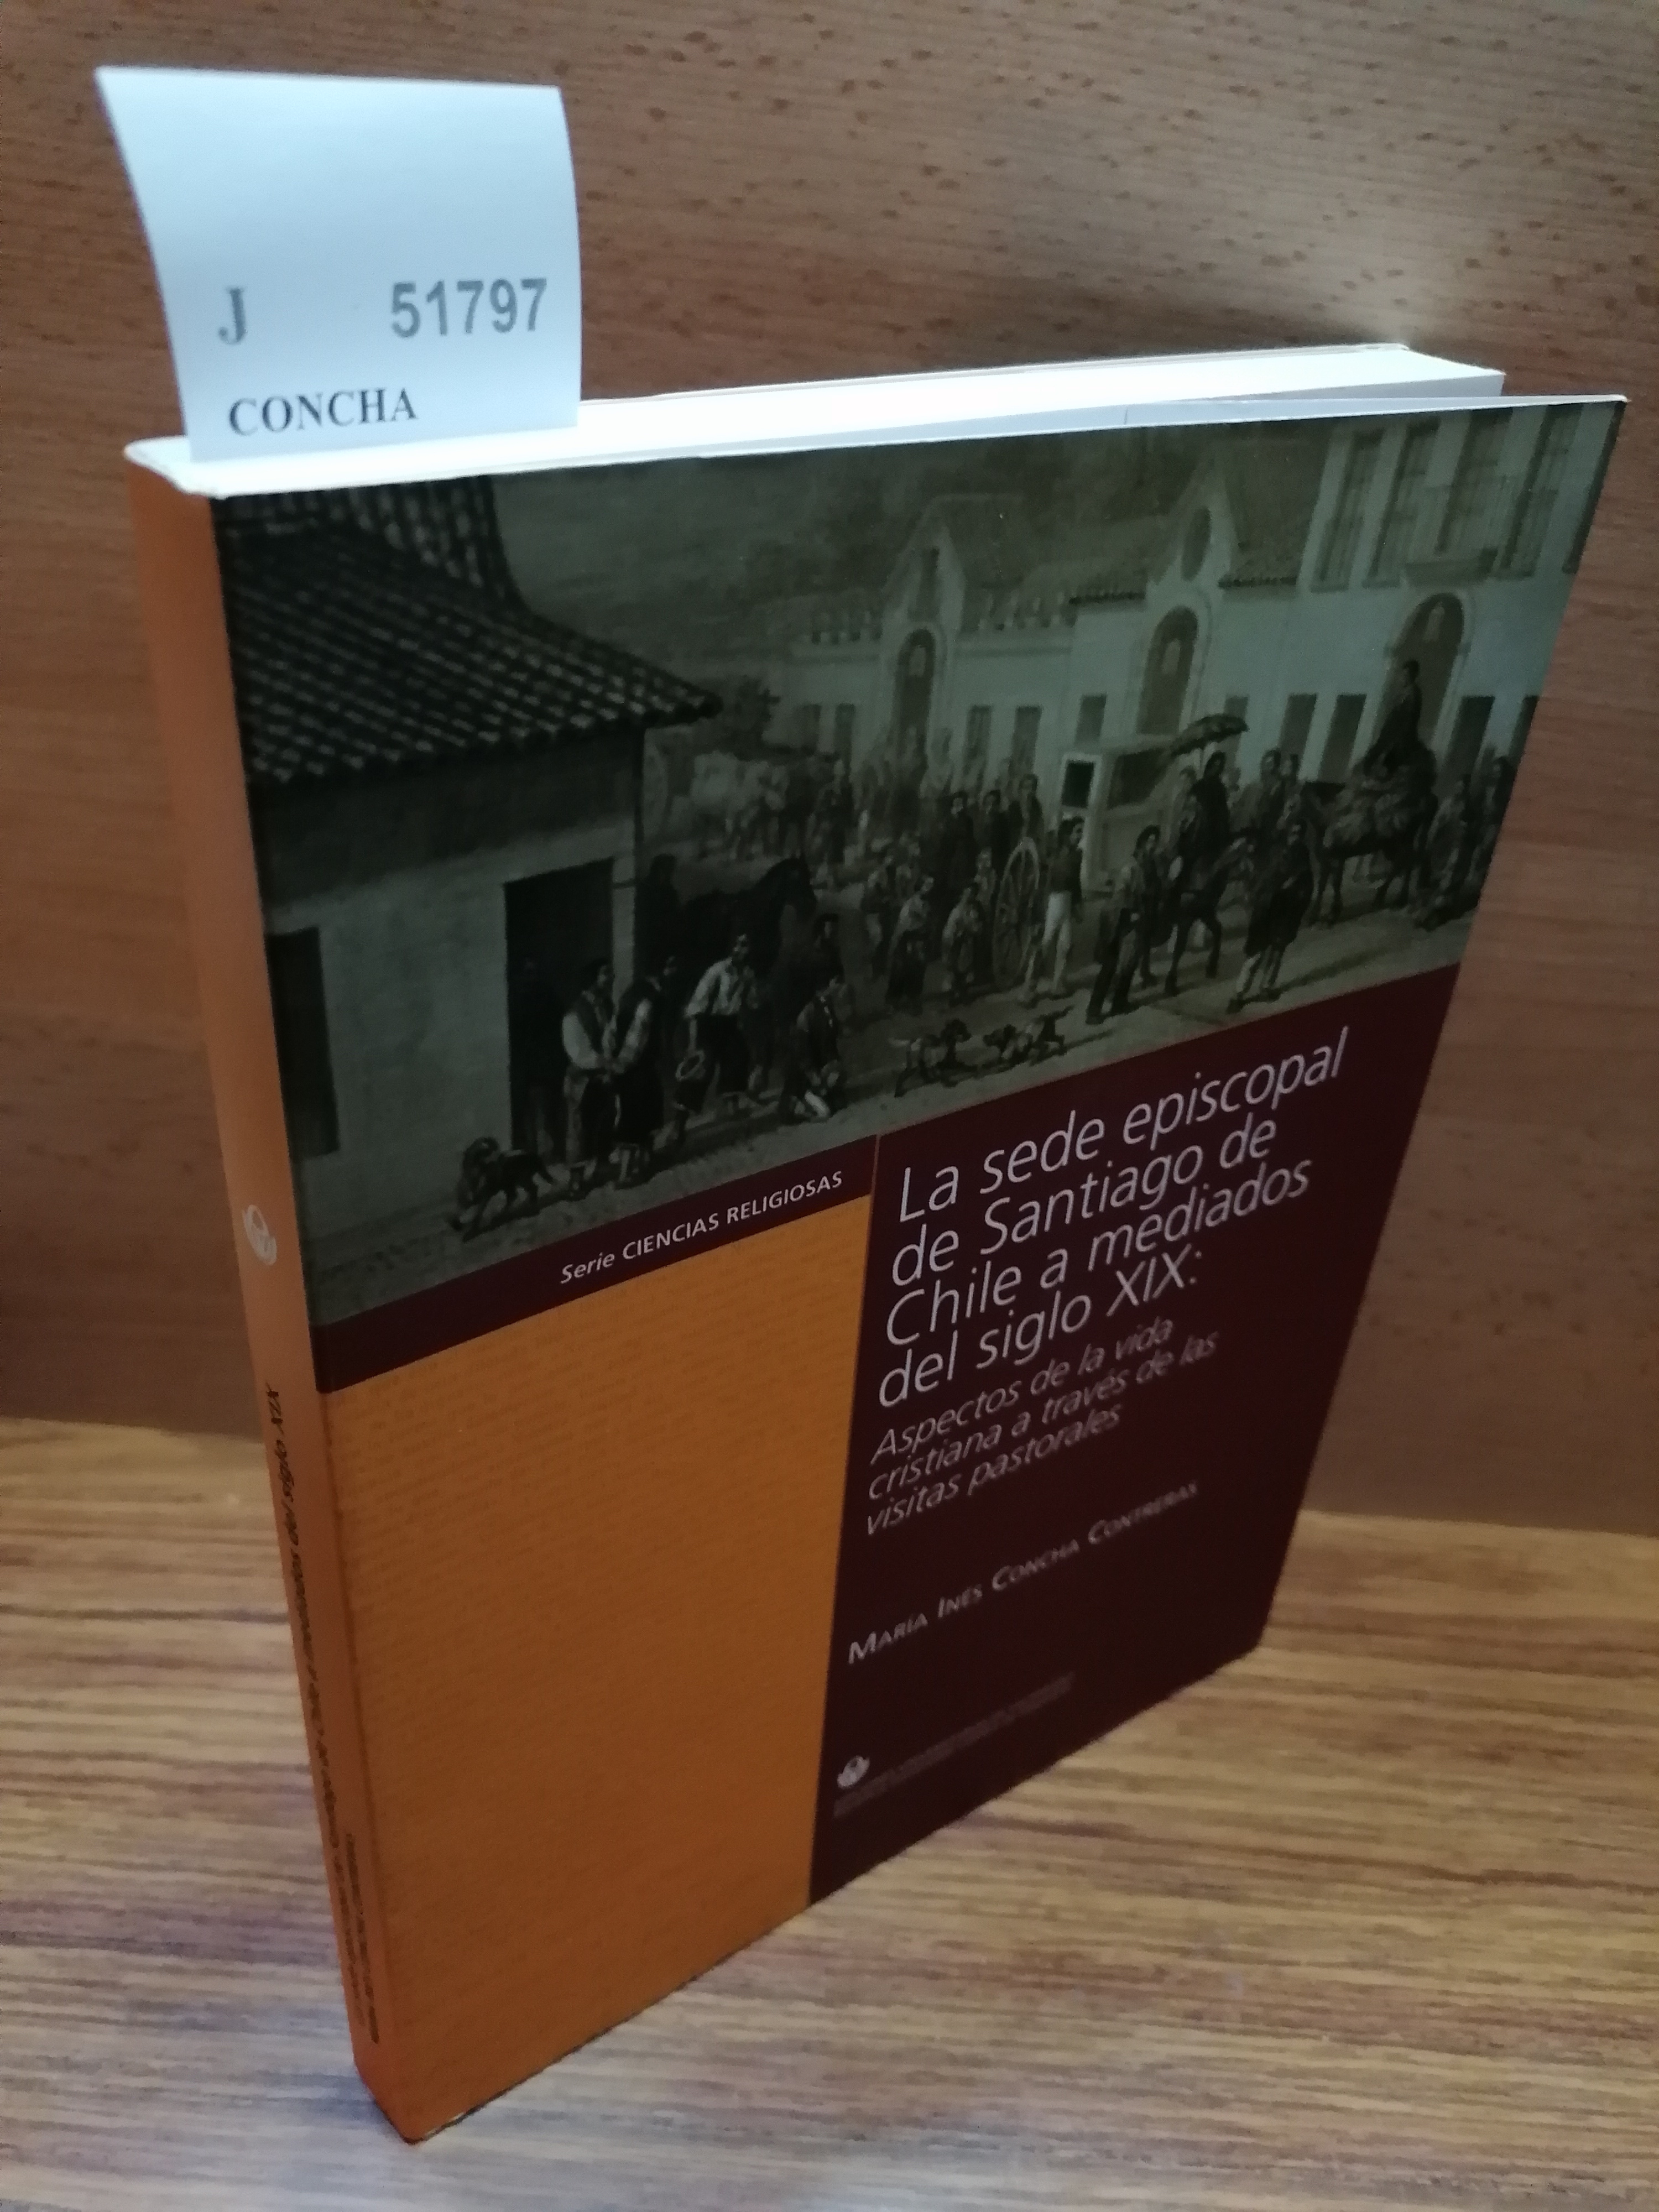 J 51797
CONCHA
Serie CIENCIAS RELIGIOSAS
La sede episcopal
de Santiago de
Chile a mediados
del siglo XIX:
Aspectos de la vida
cristiana a través de las
visitas pastorales
MARÍA INÉS CONCHA CONTRERAS